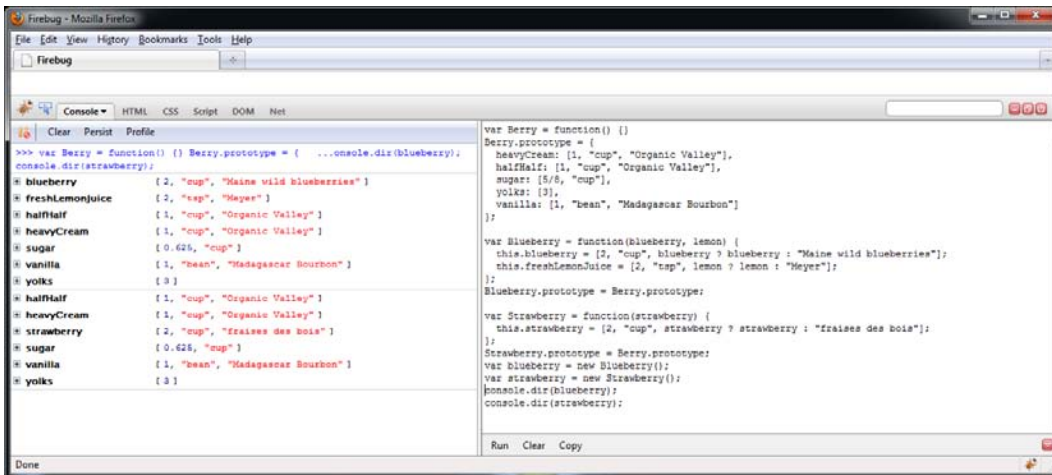 Firebug - Mozilla Firefox
File Edit View History Bookmarks Tools Help
Firebug
Console HTML CSS Script DOM Net
Clear Persist Profile
>>> var Berry = function() {} Berry.prototype = { ...onsole.dir(blueberry);
console.dir(strawberry);
blueberry [ 2, "cup", "Maine wild blueberries" ]
freshLemonJuice [ 2, "tsp", "Meyer" ]
halfHalf [ 1, "cup", "Organic Valley" ]
heavyCream [ 1, "cup", "Organic Valley" ]
sugar [ 0.625, "cup" ]
vanilla [ 1, "bean", "Madagascar Bourbon" ]
yolks [ 3 ]
halfHalf [ 1, "cup", "Organic Valley" ]
heavyCream [ 1, "cup", "Organic Valley" ]
strawberry [ 2, "cup", "fraises des bois" ]
sugar [ 0.625, "cup" ]
vanilla [ 1, "bean", "Madagascar Bourbon" ]
yolks [ 3 ]
var Berry = function() {}
Berry.prototype = {
heavyCream: [1, "cup", "Organic Valley"],
halfHalf: [1, "cup", "Organic Valley"],
sugar: [5/8, "cup"],
yolks: [3],
vanilla: [1, "bean", "Madagascar Bourbon"]
};
var Blueberry = function(blueberry, lemon) {
this.blueberry = [2, "cup", blueberry ? blueberry : "Maine wild blueberries"];
this.freshLemonJuice = [2, "tsp", lemon ? lemon : "Meyer"];
};
Blueberry.prototype = Berry.prototype;
var Strawberry = function(strawberry) {
this.strawberry = [2, "cup", strawberry ? strawberry : "fraises des bois"];
};
Strawberry.prototype = Berry.prototype;
var blueberry = new Blueberry();
var strawberry = new Strawberry();
console.dir(blueberry);
console.dir(strawberry);
Run Clear Copy
Done